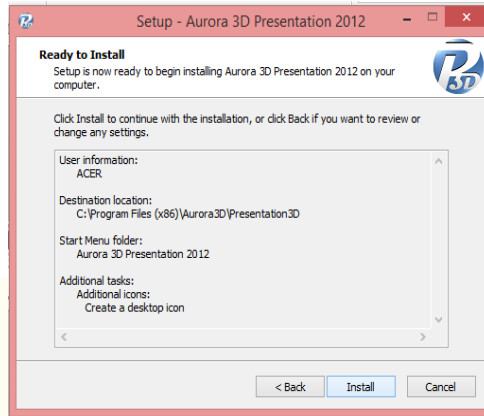 Setup - Aurora 3D Presentation 2012
Ready to Install
Setup is now ready to begin installing Aurora 3D Presentation 2012 on your
computer.
P3D
Click Install to continue with the installation, or click Back if you want to review or
change any settings.
User information:
ACER
Destination location:
C:\Program Files (x86)\Aurora3D\Presentation3D
Start Menu folder:
Aurora 3D Presentation 2012
Additional tasks:
Additional icons:
Create a desktop icon
< Back Install Cancel